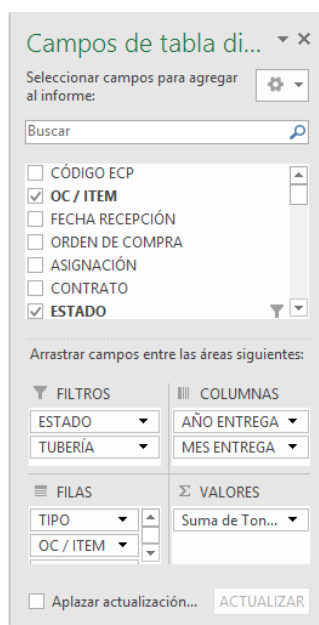 Campos de tabla di...
Seleccionar campos para agregar
al informe:
Buscar
CÓDIGO ECP
OC / ITEM
FECHA RECEPCIÓN
ORDEN DE COMPRA
ASIGNACIÓN
CONTRATO
ESTADO
Arrastrar campos entre las áreas siguientes:
FILTROS
COLUMNAS
ESTADO
AÑO ENTREGA
TUBERÍA
MES ENTREGA
FILAS
Σ VALORES
TIPO
Suma de Ton...
OC / ITEM
Aplazar actualización...
ACTUALIZAR